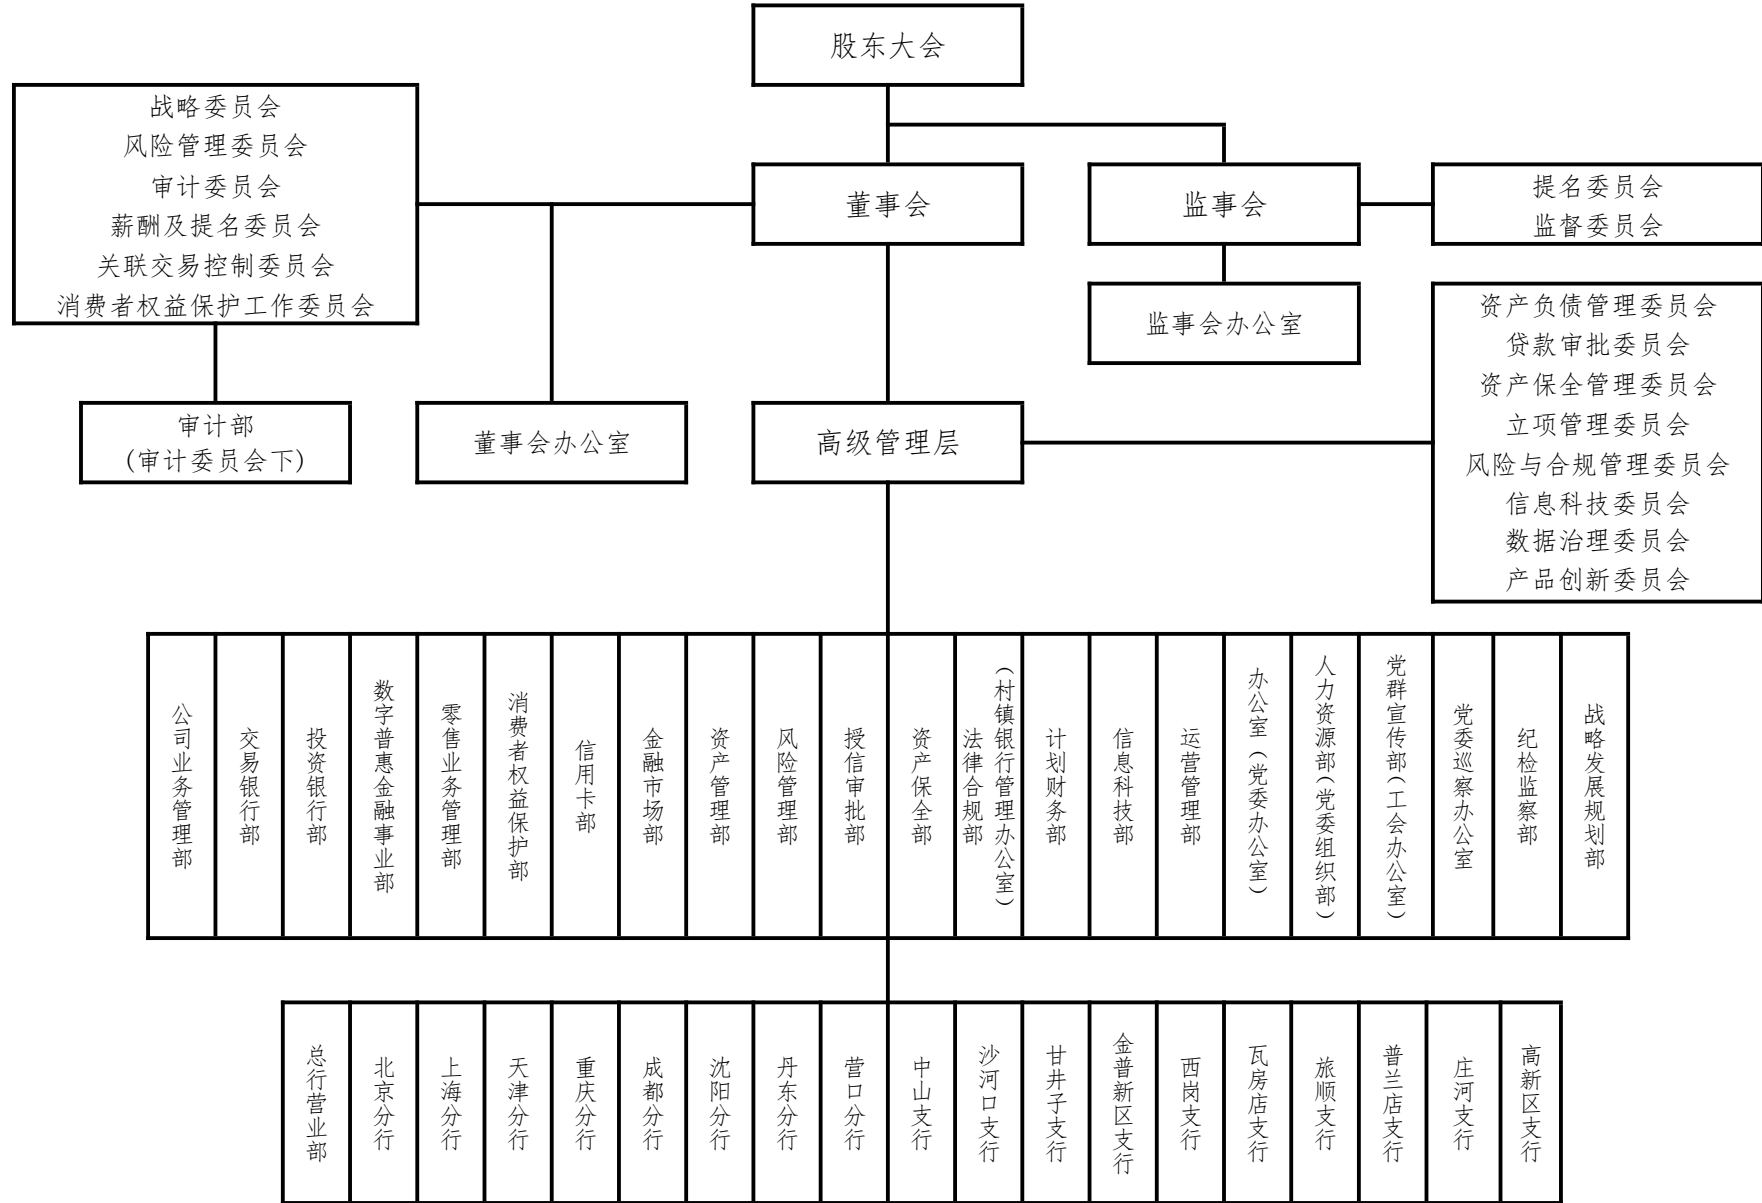 股东大会
战略委员会
风险管理委员会
审计委员会
薪酬及提名委员会
关联交易控制委员会
消费者权益保护工作委员会
董事会
监事会
提名委员会
监督委员会
监事会办公室
资产负债管理委员会
贷款审批委员会
资产保全管理委员会
立项管理委员会
风险与合规管理委员会
信息科技委员会
数据治理委员会
产品创新委员会
审计部
(审计委员会下)
董事会办公室
高级管理层
公司业务管理部
交易银行部
投资银行部
数字普惠金融事业部
零售业务管理部
消费者权益保护部
信用卡部
金融市场部
资产管理部
风险管理部
授信审批部
资产保全部
法律合规部
(村镇银行管理办公室)
计划财务部
信息科技部
运营管理部
办公室(党委办公室)
人力资源部(党委组织部)
党群宣传部(工会办公室)
党委巡察办公室
纪检监察部
战略发展规划部
总行营业部
北京分行
上海分行
天津分行
重庆分行
成都分行
沈阳分行
丹东分行
营口分行
中山支行
沙河口支行
甘井子支行
金普新区支行
西岗支行
瓦房店支行
旅顺支行
普兰店支行
庄河支行
高新区支行